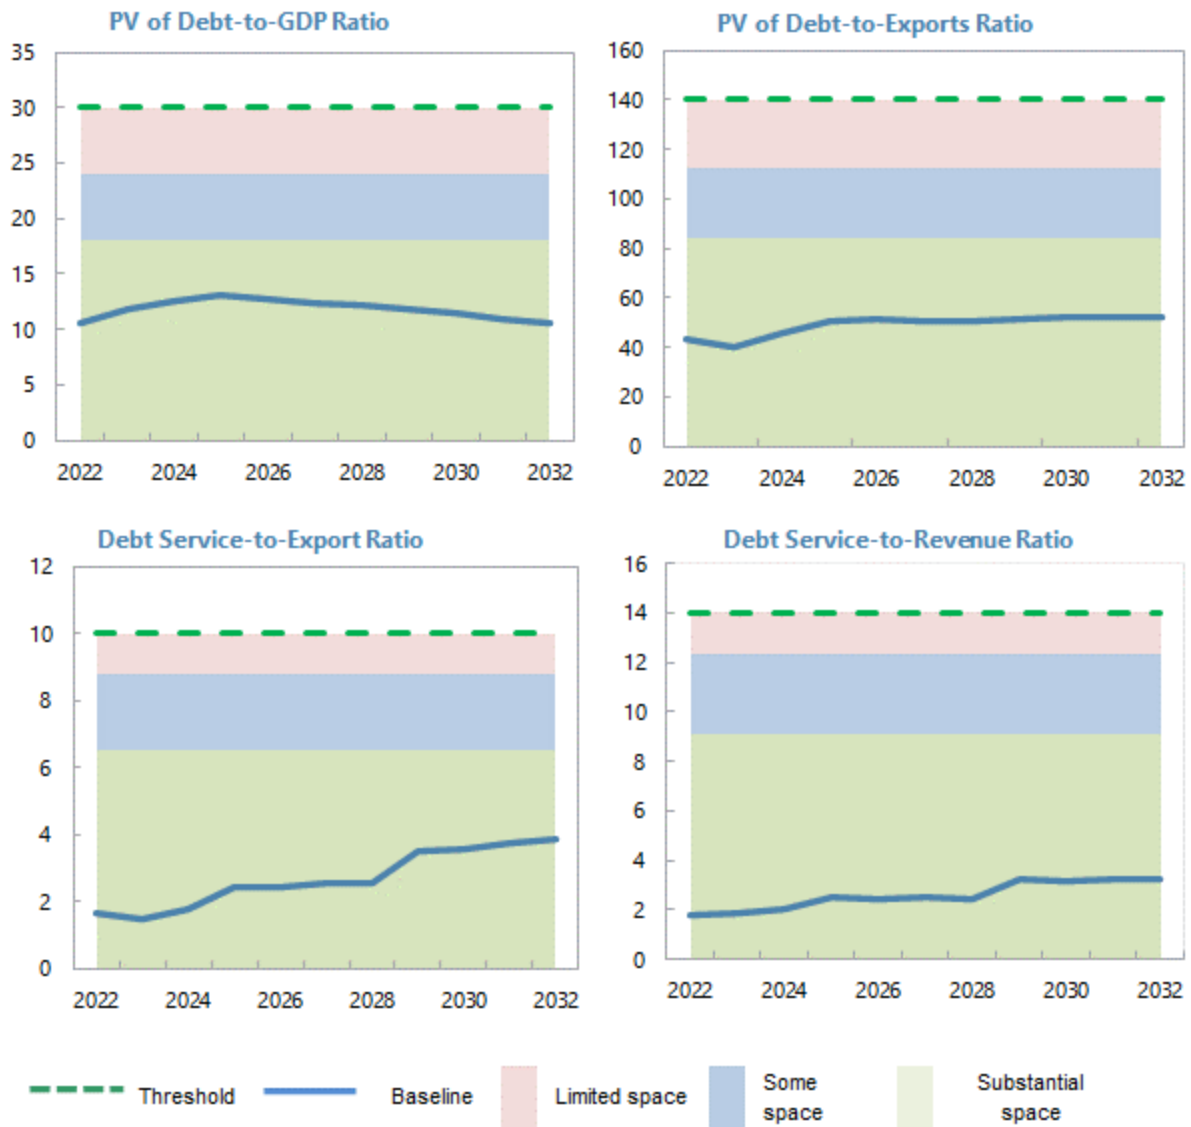 PV of Debt-to-GDP Ratio
35
30
25
20
15
10
5
0
2022 2024 2026 2028 2030 2032
PV of Debt-to-Exports Ratio
160
140
120
100
80
60
40
20
0
2022 2024 2026 2028 2030 2032
Debt Service-to-Export Ratio
12
10
8
6
4
2
0
2022 2024 2026 2028 2030 2032
Debt Service-to-Revenue Ratio
16
14
12
10
8
6
4
2
0
2022 2024 2026 2028 2030 2032
Threshold
Baseline
Limited space
Some
space
Substantial
space